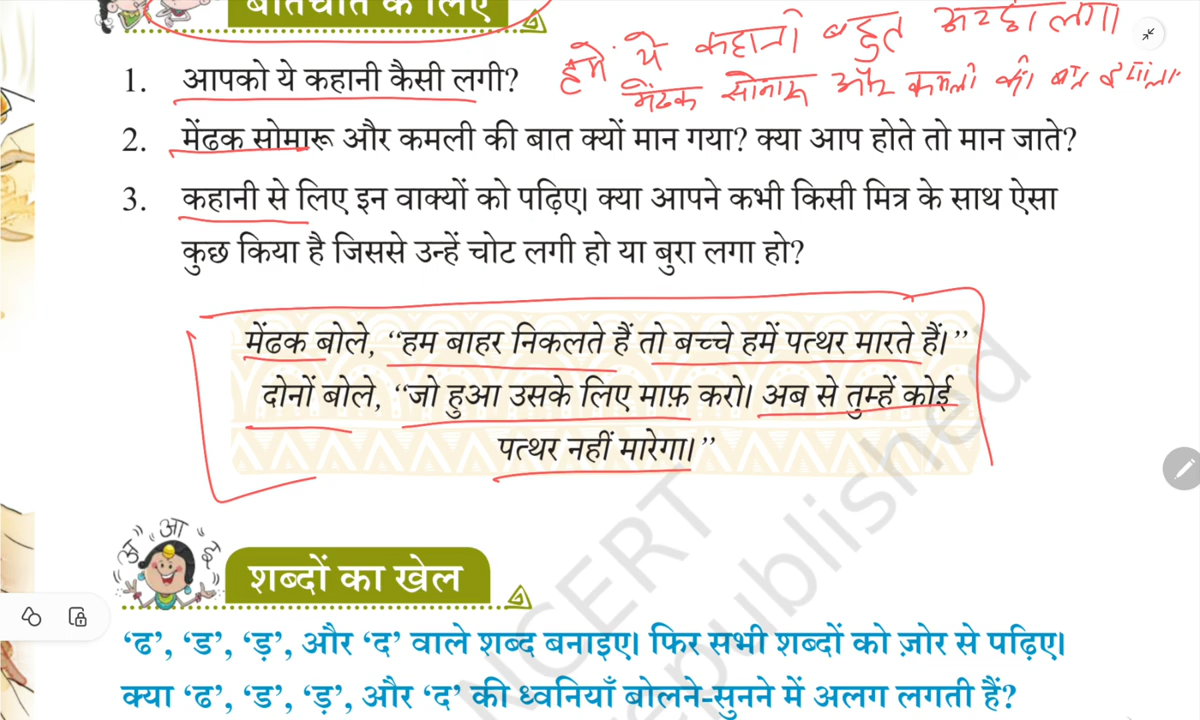 बातचीत के लिए
हमें ये कहानी बहुत अच्छा लगा
मेंढक सोमारू और कमली की बात
1. आपको ये कहानी कैसी लगी?
2. मेंढक सोमारू और कमली की बात क्यों मान गया? क्या आप होते तो मान जाते?
3. कहानी से लिए इन वाक्यों को पढ़िए। क्या आपने कभी किसी मित्र के साथ ऐसा
कुछ किया है जिससे उन्हें चोट लगी हो या बुरा लगा हो?
मेंढक बोले, “हम बाहर निकलते हैं तो बच्चे हमें पत्थर मारते हैं।”
दोनों बोले, “जो हुआ उसके लिए माफ़ करो। अब से तुम्हें कोई
पत्थर नहीं मारेगा।”
अ आ इ
शब्दों का खेल
‘ढ’, ‘ड’, ‘ड़’, और ‘द’ वाले शब्द बनाइए। फिर सभी शब्दों को ज़ोर से पढ़िए।
क्या ‘ढ’, ‘ड’, ‘ड़’, और ‘द’ की ध्वनियाँ बोलने-सुनने में अलग लगती हैं?
NCERT
republished